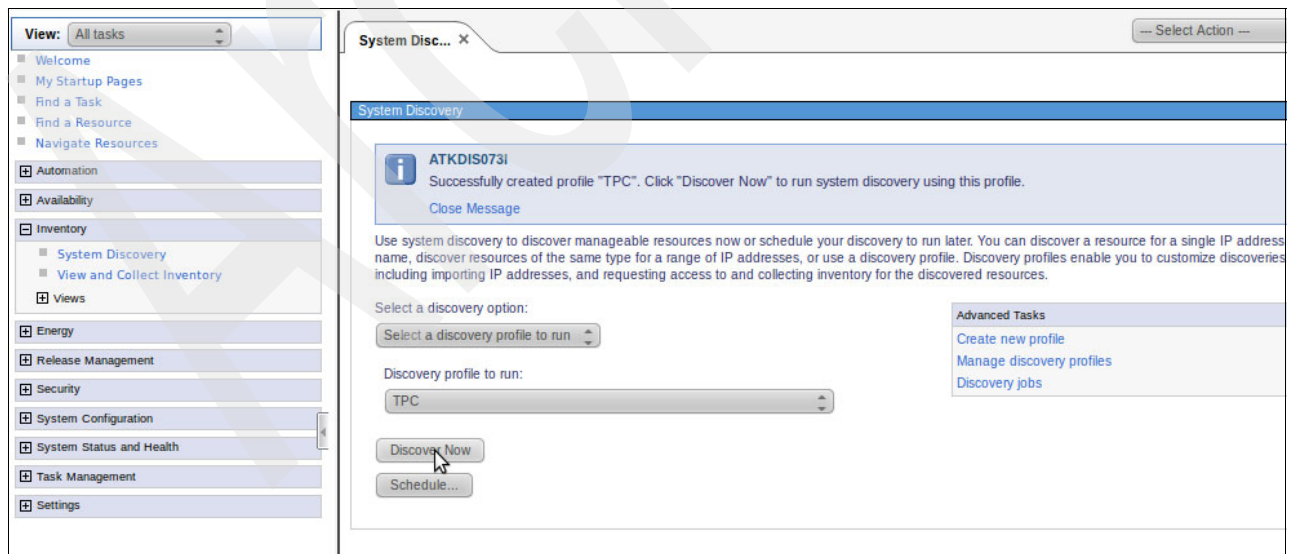 View: All tasks
Welcome
My Startup Pages
Find a Task
Find a Resource
Navigate Resources
Automation
Availability
Inventory
System Discovery
View and Collect Inventory
Views
Energy
Release Management
Security
System Configuration
System Status and Health
Task Management
Settings
System Disc...
--- Select Action ---
System Discovery
ATKDIS073I
Successfully created profile "TPC". Click "Discover Now" to run system discovery using this profile.
Close Message
Use system discovery to discover manageable resources now or schedule your discovery to run later. You can discover a resource for a single IP address
name, discover resources of the same type for a range of IP addresses, or use a discovery profile. Discovery profiles enable you to customize discoveries
including importing IP addresses, and requesting access to and collecting inventory for the discovered resources.
Select a discovery option:
Select a discovery profile to run
Discovery profile to run:
TPC
Discover Now
Schedule...
Advanced Tasks
Create new profile
Manage discovery profiles
Discovery jobs